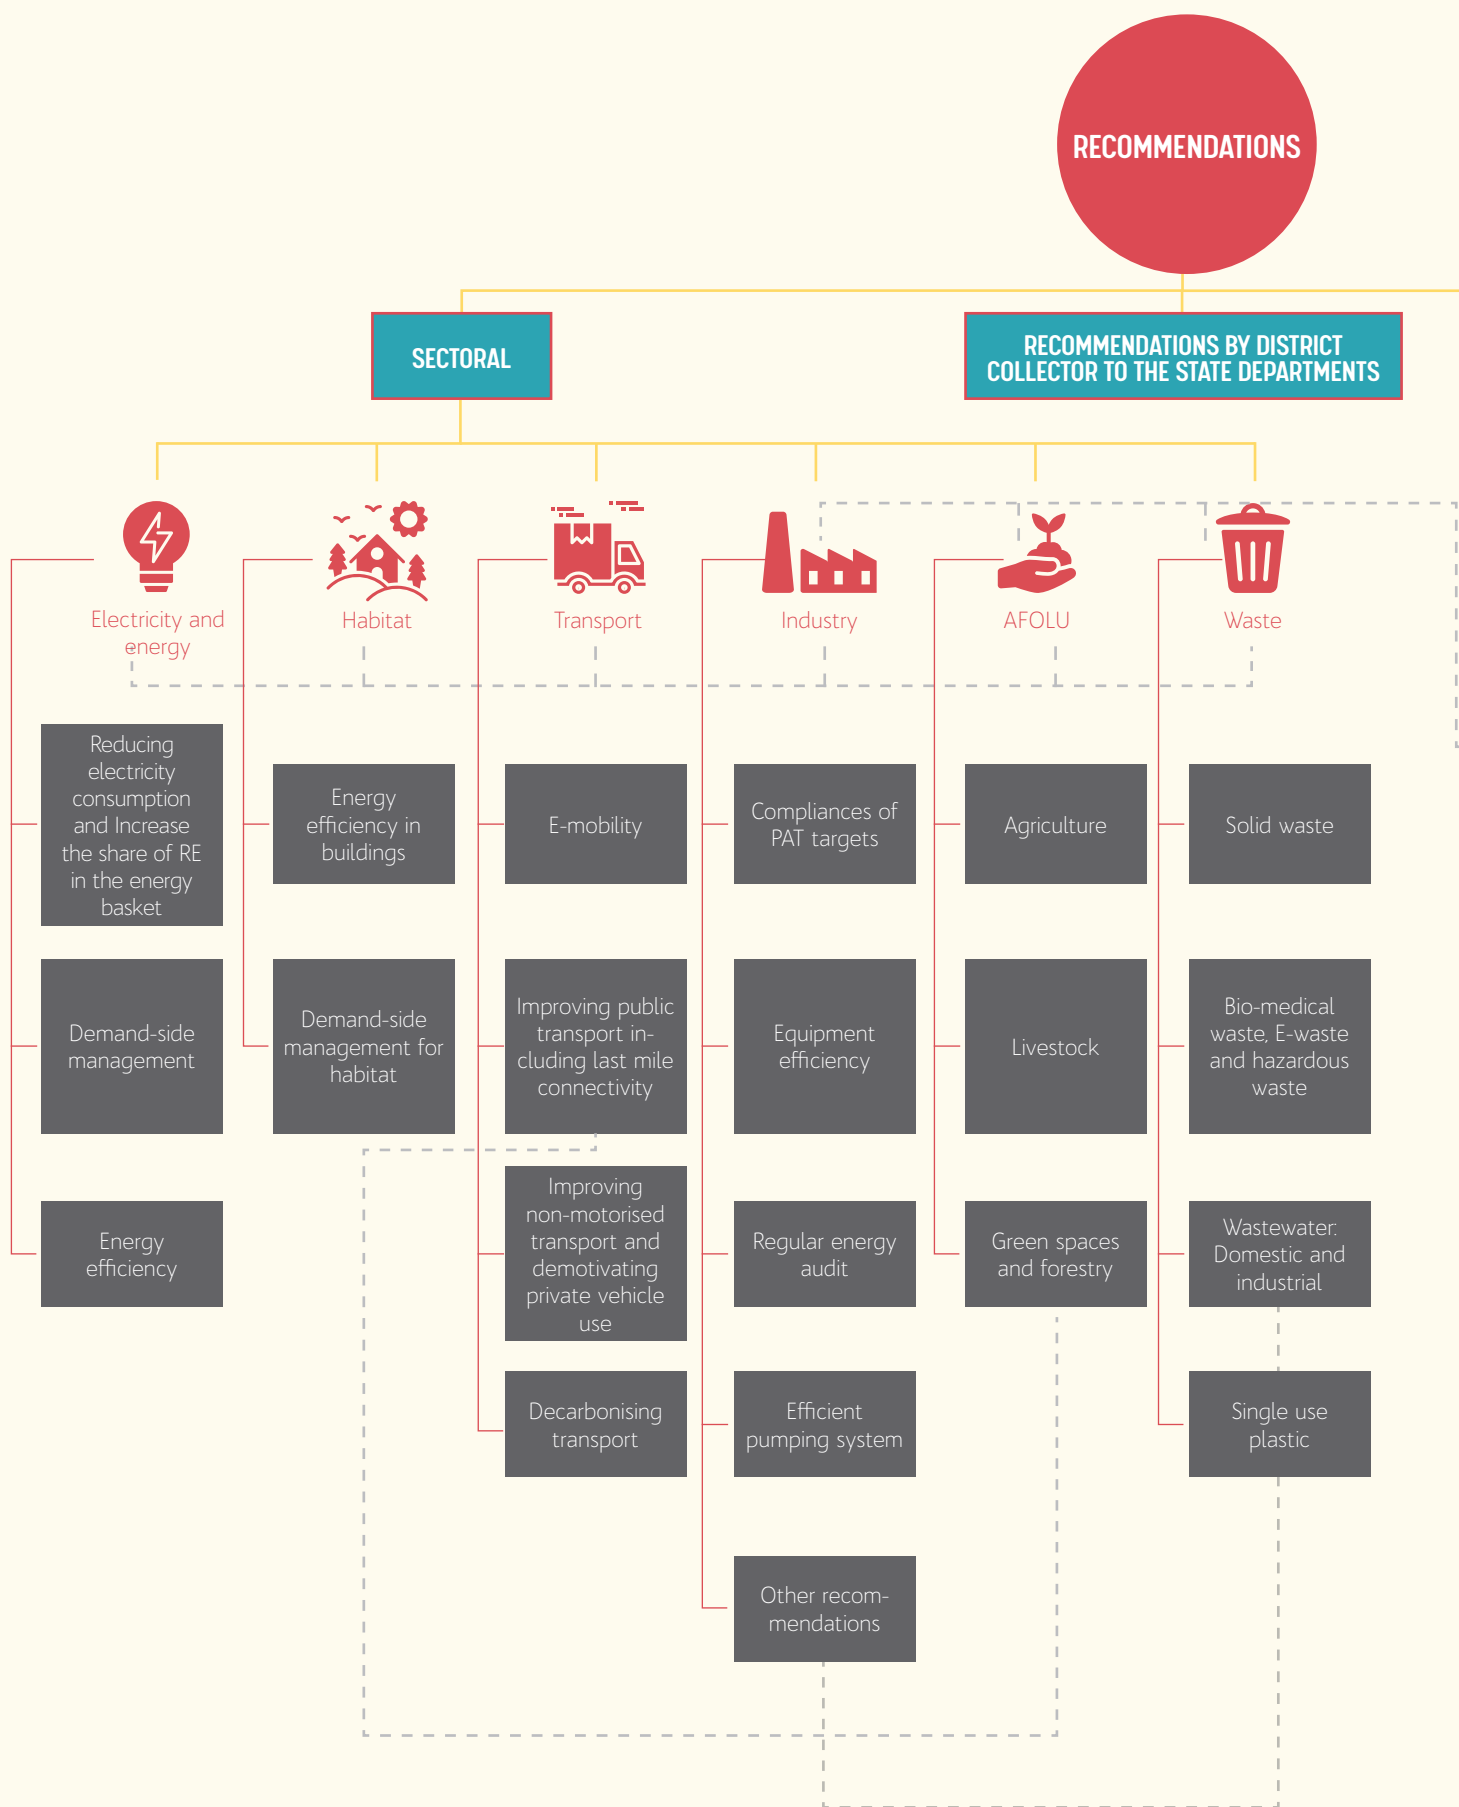 RECOMMENDATIONS
SECTORAL
RECOMMENDATIONS BY DISTRICT
COLLECTOR TO THE STATE DEPARTMENTS
Electricity and
energy
Habitat
Transport
Industry
AFOLU
Waste
Reducing
electricity
consumption
and Increase
the share of RE
in the energy
basket
Demand-side
management
Energy
efficiency
Energy
efficiency in
buildings
Demand-side
management for
habitat
E-mobility
Improving public
transport in-
cluding last mile
connectivity
Improving
non-motorised
transport and
demotivating
private vehicle
use
Decarbonising
transport
Compliances of
PAT targets
Equipment
efficiency
Regular energy
audit
Efficient
pumping system
Other recom-
mendations
Agriculture
Livestock
Green spaces
and forestry
Solid waste
Bio-medical
waste, E-waste
and hazardous
waste
Wastewater:
Domestic and
industrial
Single use
plastic